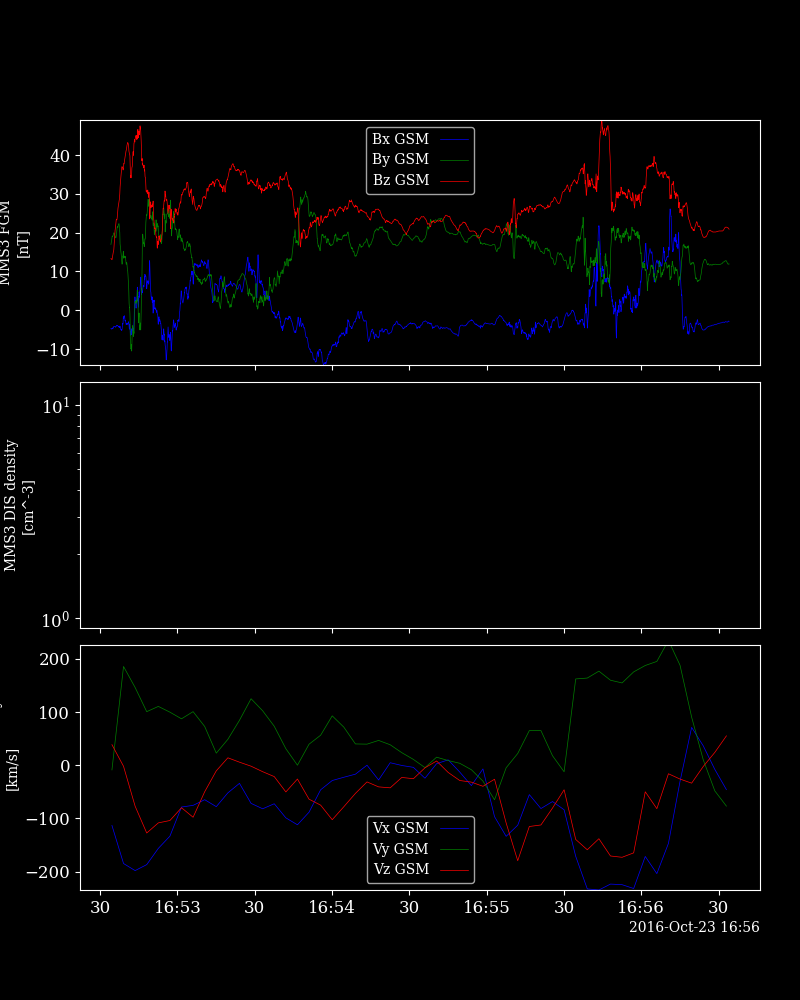 MMS3 FGM
[nT]
40
30
20
10
0
−10
Bx GSM
By GSM
Bz GSM
MMS3 DIS density
[cm^-3]
10^1
10^0
[km/s]
200
100
0
−100
−200
Vx GSM
Vy GSM
Vz GSM
30 16:53 30 16:54 30 16:55 30 16:56 30
2016-Oct-23 16:56